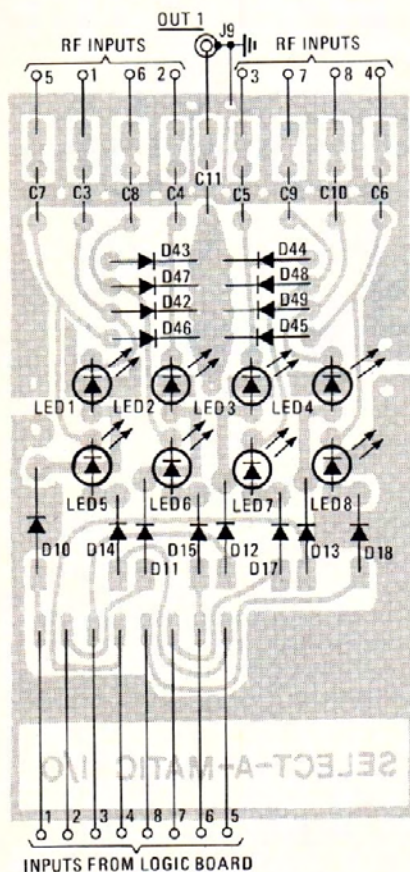 OUT 1
J9
RF INPUTS RF INPUTS
5 1 6 2 3 7 8 4
C11
C7 C3 C8 C4 C5 C9 C10 C6
D43 D44
D47 D48
D42 D49
D46 D45
LED1 LED2 LED3 LED4
LED5 LED6 LED7 LED8
D10 D14 D15 D12 D13 D18
D11 D17
SELECT-A-MATIC I/O
1 2 3 4 8 7 6 5
INPUTS FROM LOGIC BOARD